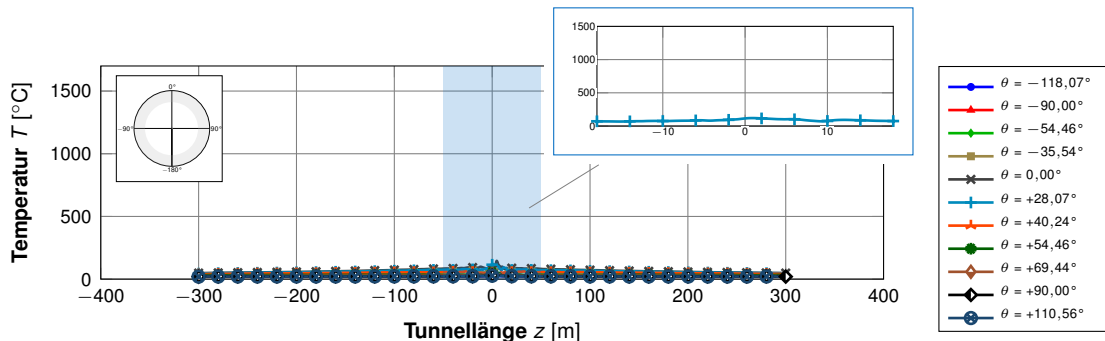 1500
1000
500
0
−10
0
10
1500
1000
500
0
Temperatur T [°C]
0°
−90°
90°
−180°
−400
−300
−200
−100
0
100
200
300
400
Tunnellänge z [m]
θ = −118,07°
θ = −90,00°
θ = −54,46°
θ = −35,54°
θ = 0,00°
θ = +28,07°
θ = +40,24°
θ = +54,46°
θ = +69,44°
θ = +90,00°
θ = +110,56°